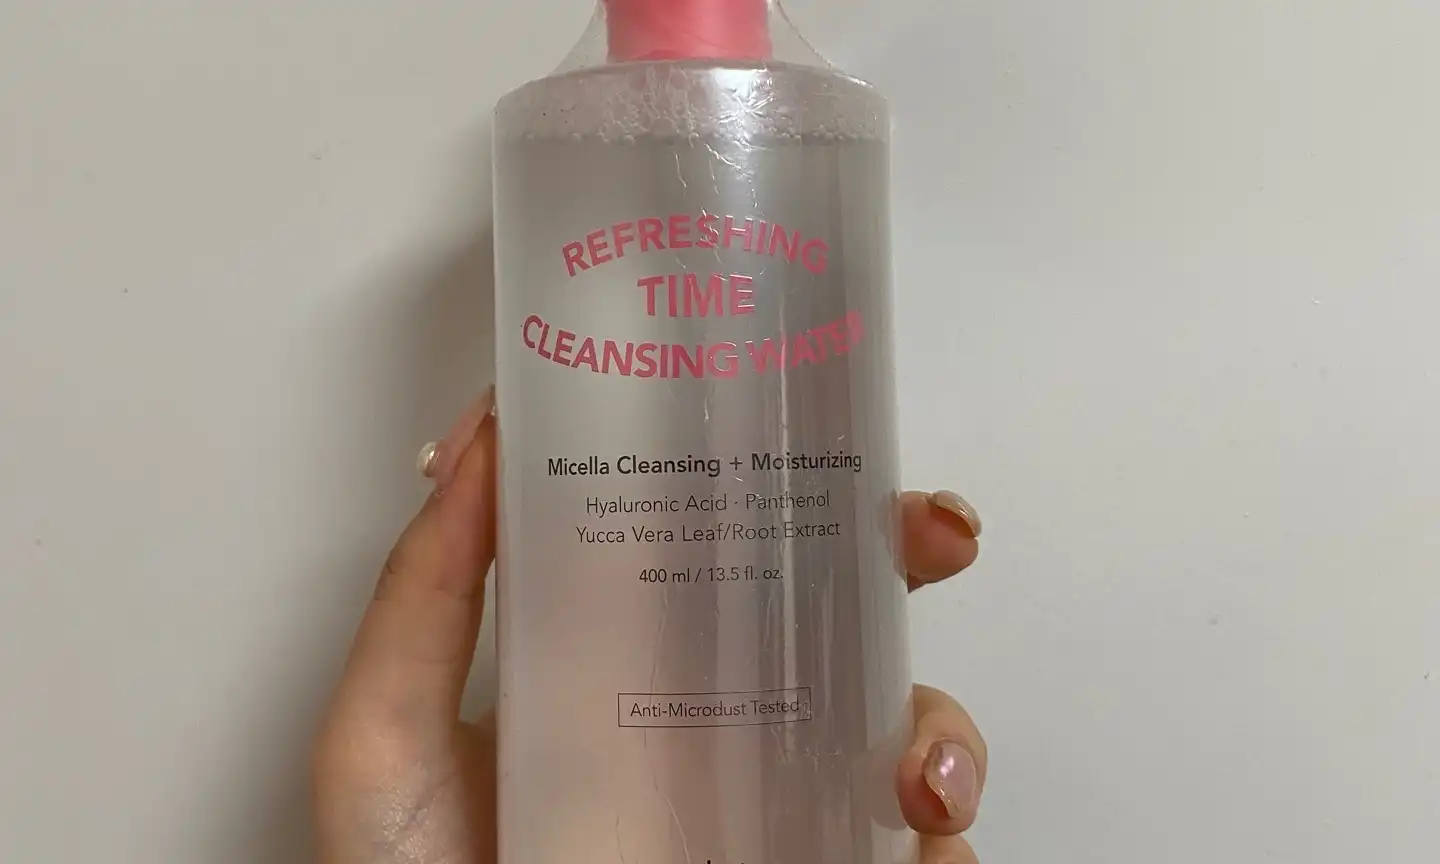 REFRESHING
TIME
CLEANSING WATER
Micella Cleansing + Moisturizing
Hyaluronic Acid · Panthenol
Yucca Vera Leaf/Root Extract
400 ml / 13.5 fl. oz.
Anti-Microdust Tested